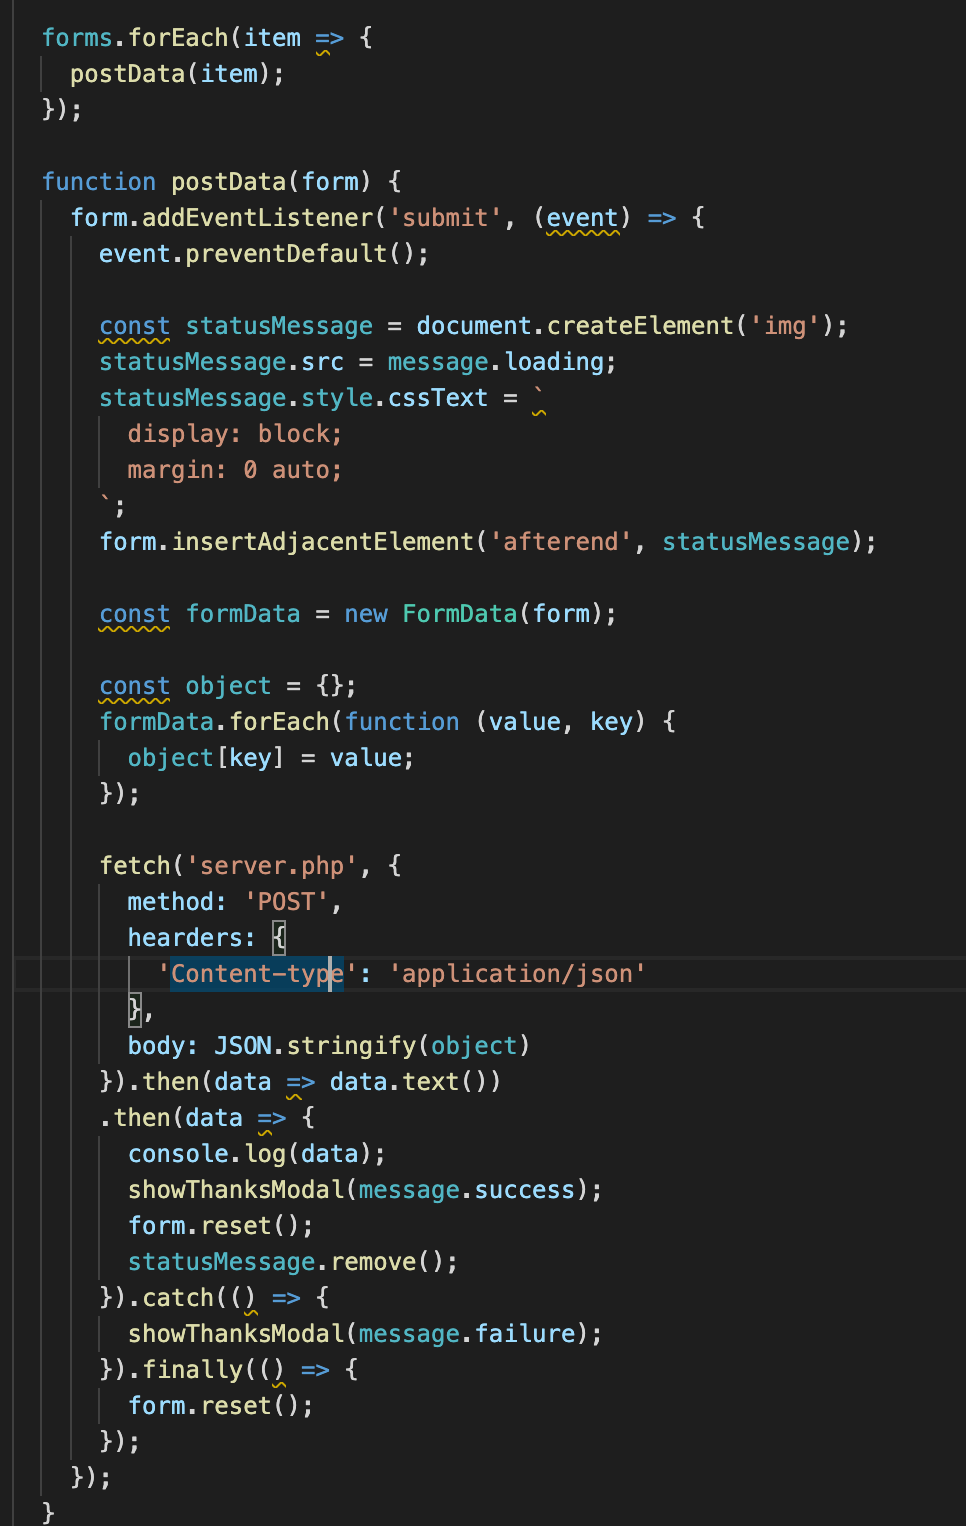 forms.forEach(item => {
postData(item);
});
function postData(form) {
form.addEventListener('submit', (event) => {
event.preventDefault();
const statusMessage = document.createElement('img');
statusMessage.src = message.loading;
statusMessage.style.cssText = `
display: block;
margin: 0 auto;
`;
form.insertAdjacentElement('afterend', statusMessage);
const formData = new FormData(form);
const object = {};
formData.forEach(function (value, key) {
object[key] = value;
});
fetch('server.php', {
method: 'POST',
hearders: {
'Content-type': 'application/json'
},
body: JSON.stringify(object)
}).then(data => data.text())
.then(data => {
console.log(data);
showThanksModal(message.success);
form.reset();
statusMessage.remove();
}).catch(() => {
showThanksModal(message.failure);
}).finally(() => {
form.reset();
});
});
}